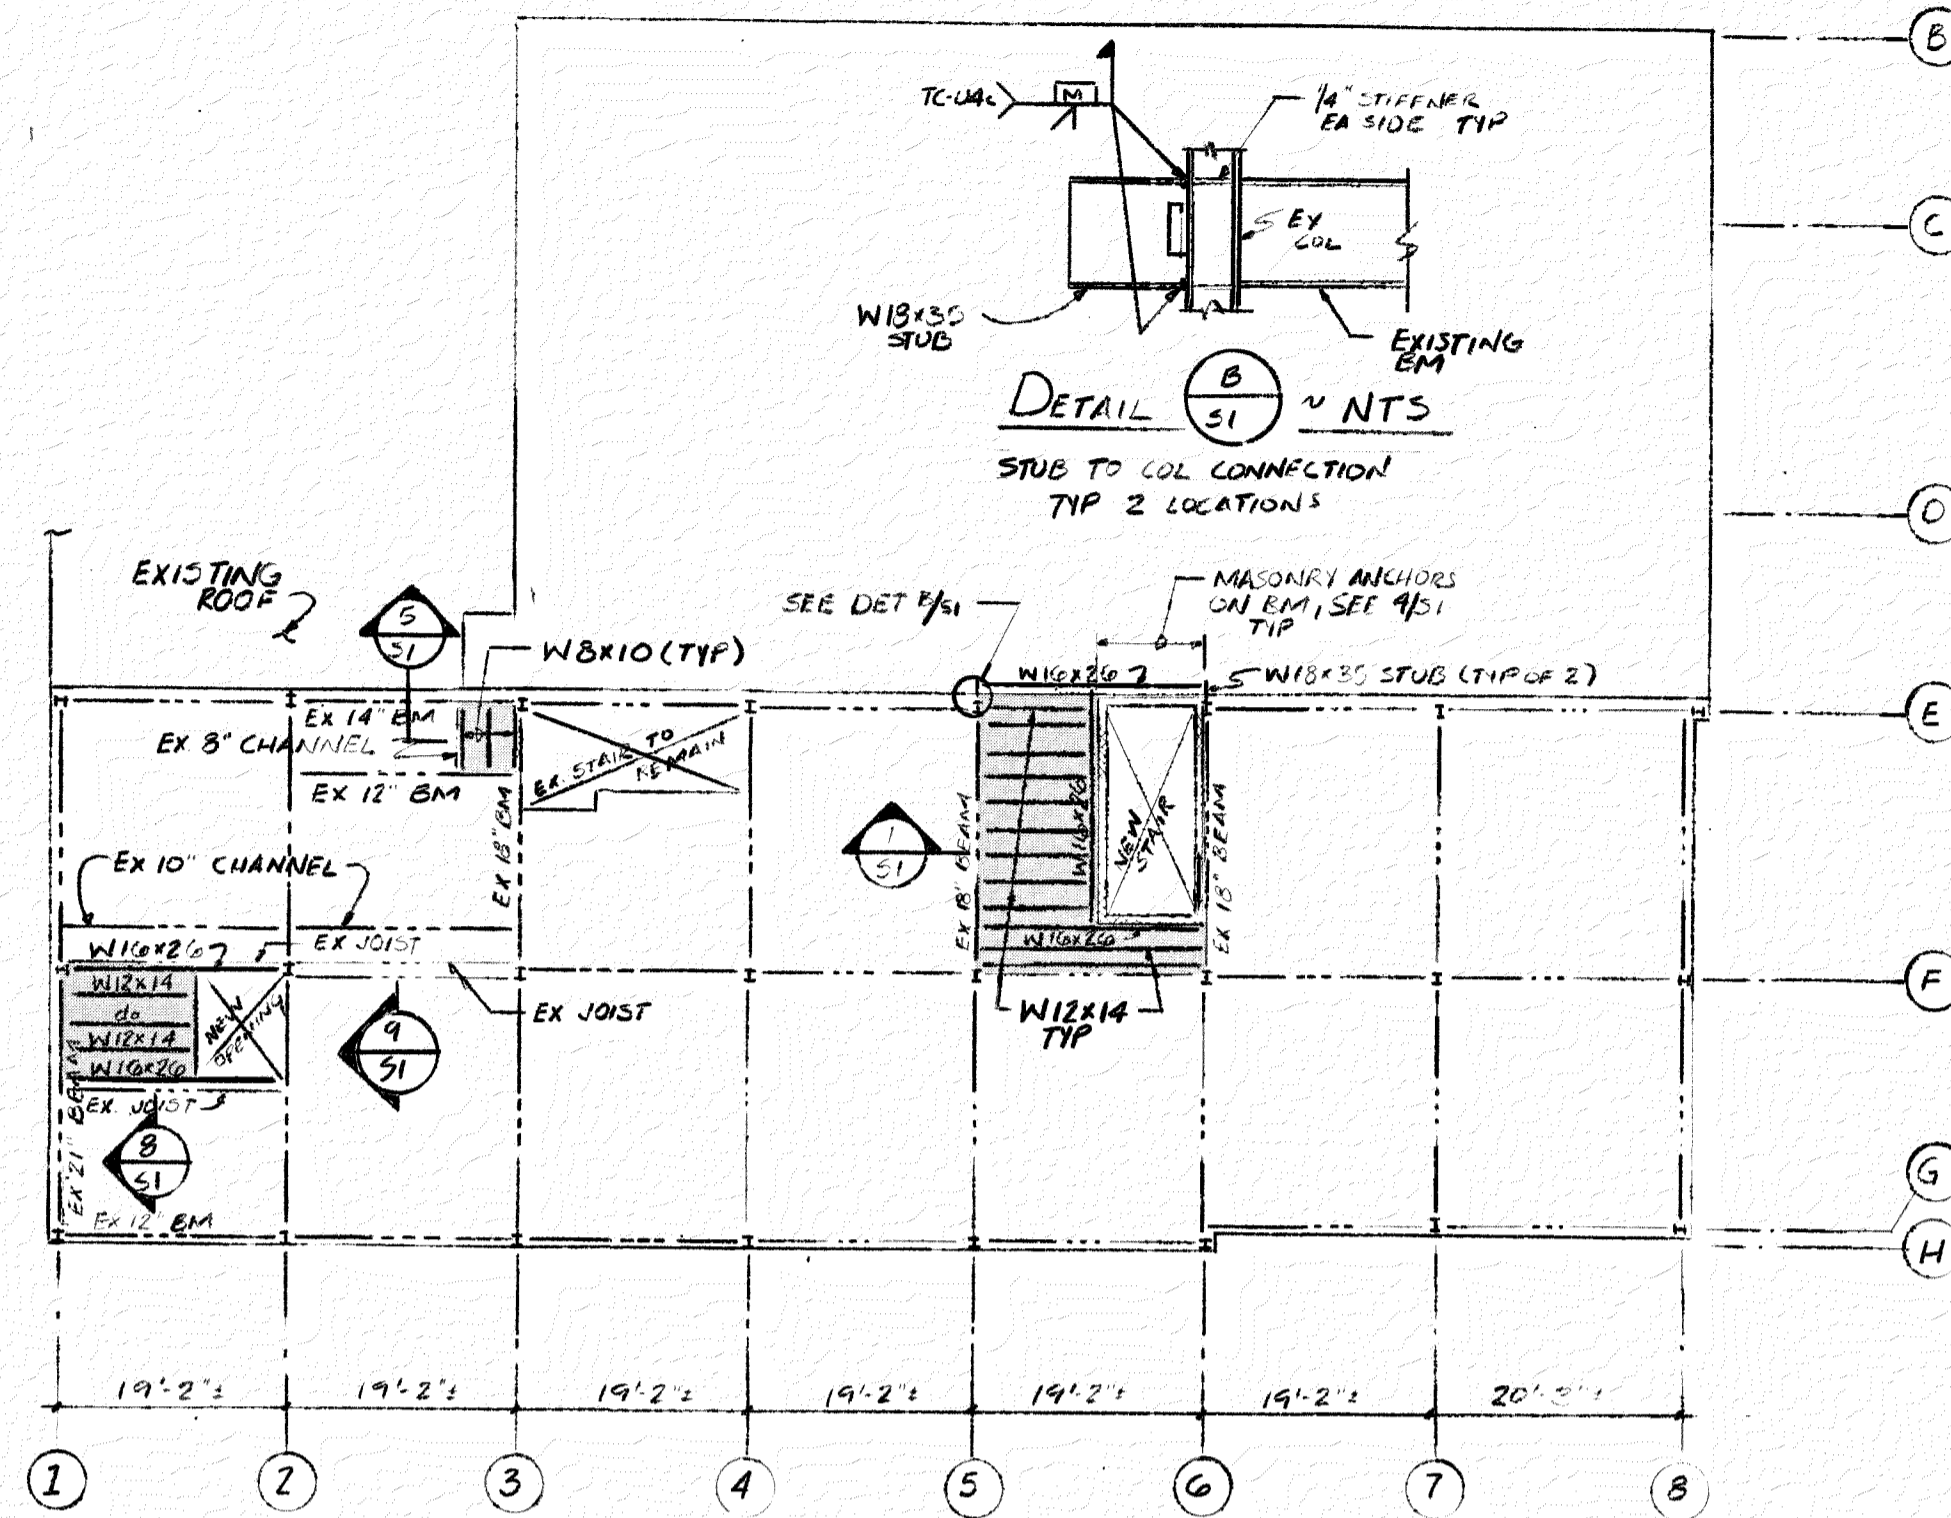 B
TC-U4c
M
1/4" STIFFENER
EA SIDE TYP
C
EX
COL
W18x35
STUB
EXISTING
BM
DETAIL B/S1 ~ NTS
STUB TO COL CONNECTION
TYP 2 LOCATIONS
D
EXISTING
ROOF
5
S1
W8x10 (TYP)
SEE DET B/S1
MASONRY ANCHORS
ON BM, SEE 4/S1
TYP
W16x26
W18x35 STUB (TYP OF 2)
E
EX 14" BM
EX 8" CHANNEL
EX 12" BM
EX 18" BM
EX. STAIR TO
REMAIN
1
S1
EX 18" BEAM
W16x26
NEW
STAIR
EX 18" BEAM
W16x26
EX 10" CHANNEL
W16x26
EX JOIST
F
W12x14
do
W12x14
W16x26
NEW
OPENING
EX JOIST
W12x14
TYP
9
S1
EX. JOIST
EX 21" BEAM
8
S1
EX 12" BM
G
H
19'-2"± 19'-2"± 19'-2"± 19'-2"± 19'-2"± 19'-2"±
1 2 3 4 5 6 7 8